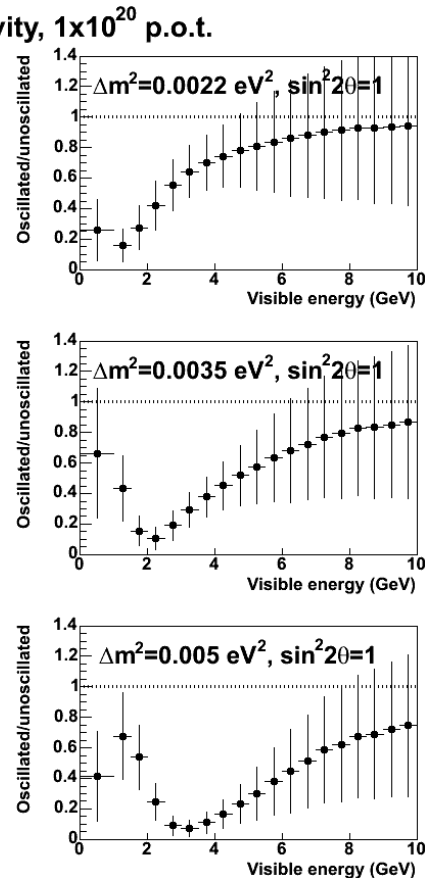 vity, 1x10²⁰ p.o.t.
Oscillated/unoscillated
Δm²=0.0022 eV², sin²2θ=1
1.4
1.2
1
0.8
0.6
0.4
0.2
0
0 2 4 6 8 10
Visible energy (GeV)
Oscillated/unoscillated
Δm²=0.0035 eV², sin²2θ=1
1.4
1.2
1
0.8
0.6
0.4
0.2
0
0 2 4 6 8 10
Visible energy (GeV)
Oscillated/unoscillated
Δm²=0.005 eV², sin²2θ=1
1.4
1.2
1
0.8
0.6
0.4
0.2
0
0 2 4 6 8 10
Visible energy (GeV)